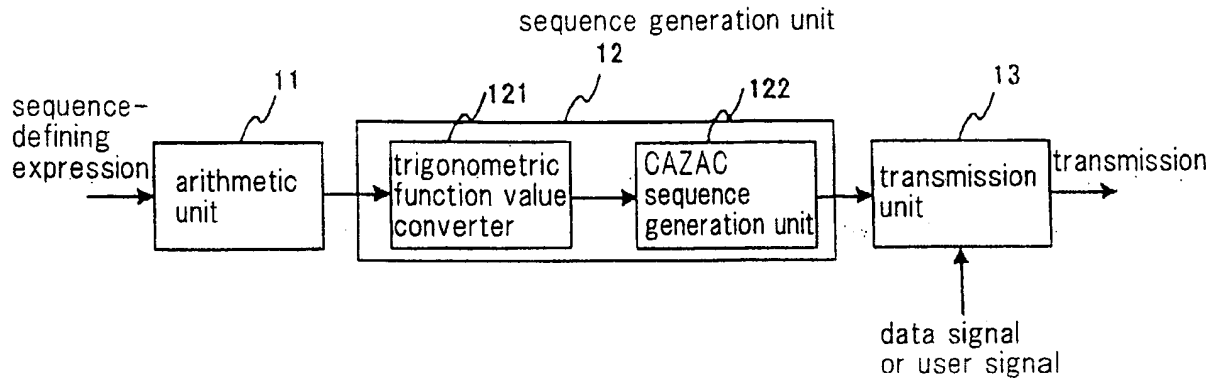 sequence generation unit
12
11
121
122
13
sequence-
defining
expression
arithmetic
unit
trigonometric
function value
converter
CAZAC
sequence
generation unit
transmission
unit
transmission
data signal
or user signal